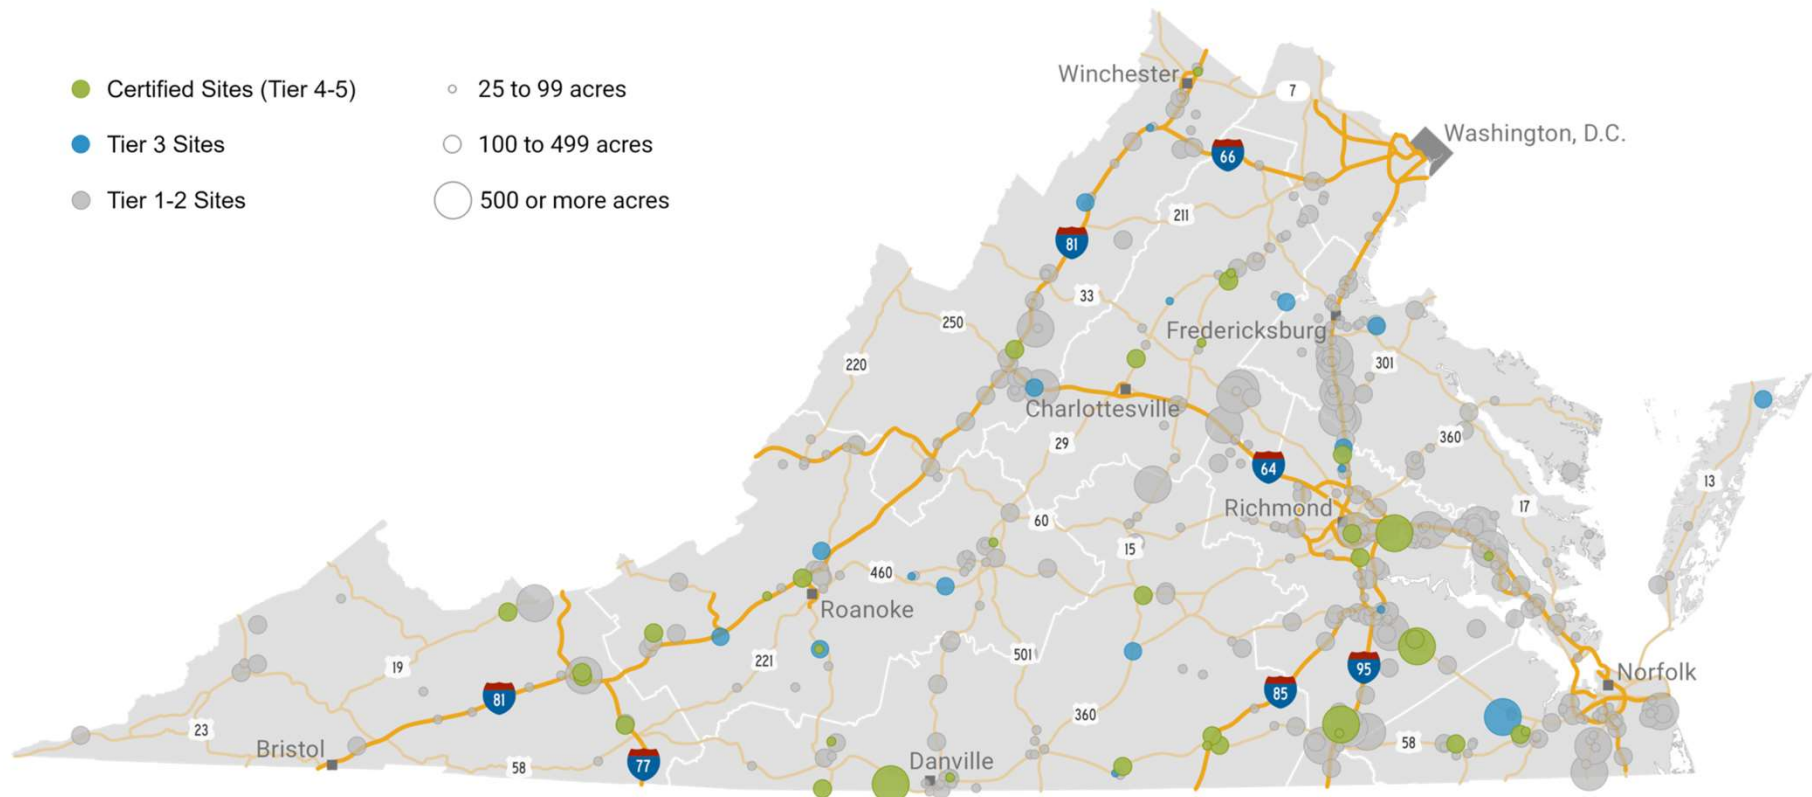 Certified Sites (Tier 4-5)
25 to 99 acres
Tier 3 Sites
100 to 499 acres
Tier 1-2 Sites
500 or more acres
Winchester
7
Washington, D.C.
66
211
81
33
250
Fredericksburg
220
301
Charlottesville
29
360
64
13
Richmond
17
60
15
460
Roanoke
501
221
19
95
Norfolk
81
85
23
360
Bristol
58
77
58
Danville